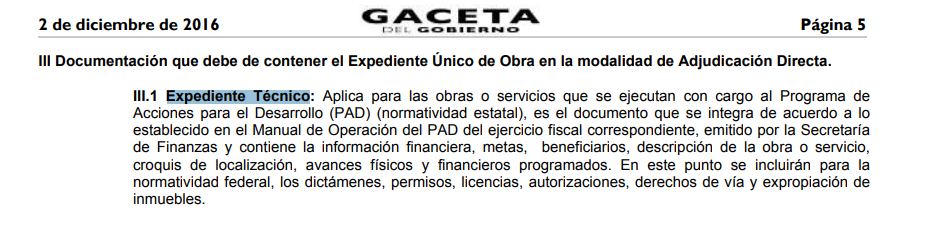 2 de diciembre de 2016
GACETA
DEL GOBIERNO
Página 5
III Documentación que debe de contener el Expediente Único de Obra en la modalidad de Adjudicación Directa.
III.1 Expediente Técnico: Aplica para las obras o servicios que se ejecutan con cargo al Programa de
Acciones para el Desarrollo (PAD) (normatividad estatal), es el documento que se integra de acuerdo a lo
establecido en el Manual de Operación del PAD del ejercicio fiscal correspondiente, emitido por la Secretaría
de Finanzas y contiene la información financiera, metas, beneficiarios, descripción de la obra o servicio,
croquis de localización, avances físicos y financieros programados. En este punto se incluirán para la
normatividad federal, los dictámenes, permisos, licencias, autorizaciones, derechos de vía y expropiación de
inmuebles.